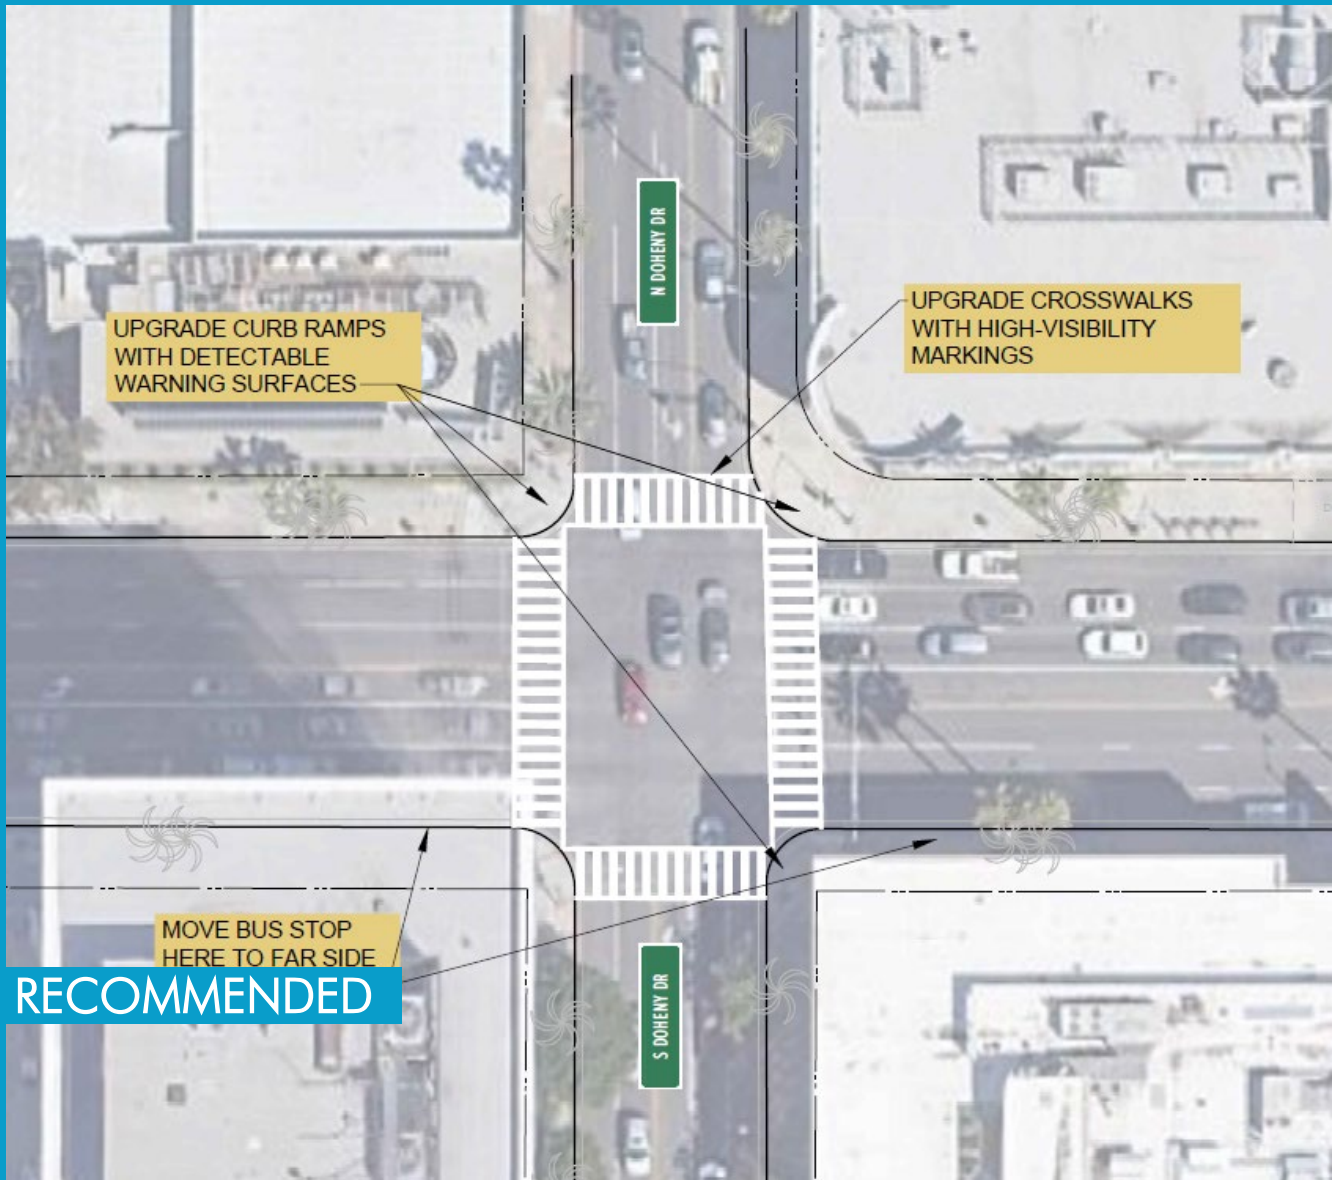 N DOHENY DR
UPGRADE CROSSWALKS
WITH HIGH-VISIBILITY
MARKINGS
UPGRADE CURB RAMPS
WITH DETECTABLE
WARNING SURFACES
MOVE BUS STOP
HERE TO FAR SIDE
RECOMMENDED
S DOHENY DR